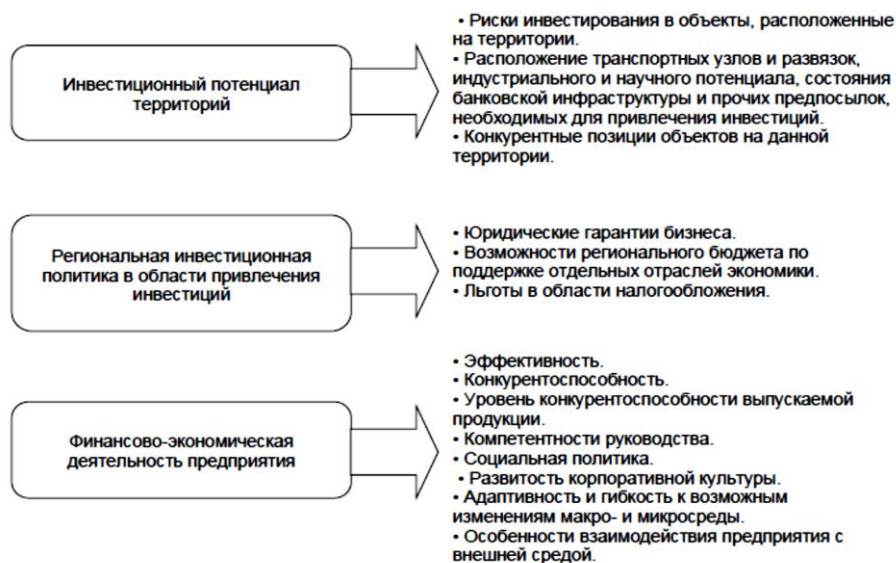 Инвестиционный потенциал
территорий
• Риски инвестирования в объекты, расположенные
на территории.
• Расположение транспортных узлов и развязок,
индустриального и научного потенциала, состояния
банковской инфраструктуры и прочих предпосылок,
необходимых для привлечения инвестиций.
• Конкурентные позиции объектов на данной
территории.
Региональная инвестиционная
политика в области привлечения
инвестиций
• Юридические гарантии бизнеса.
• Возможности регионального бюджета по
поддержке отдельных отраслей экономики.
• Льготы в области налогообложения.
Финансово-экономическая
деятельность предприятия
• Эффективность.
• Конкурентоспособность.
• Уровень конкурентоспособности выпускаемой
продукции.
• Компетентности руководства.
• Социальная политика.
• Развитость корпоративной культуры.
• Адаптивность и гибкость к возможным
изменениям макро- и микросреды.
• Особенности взаимодействия предприятия с
внешней средой.